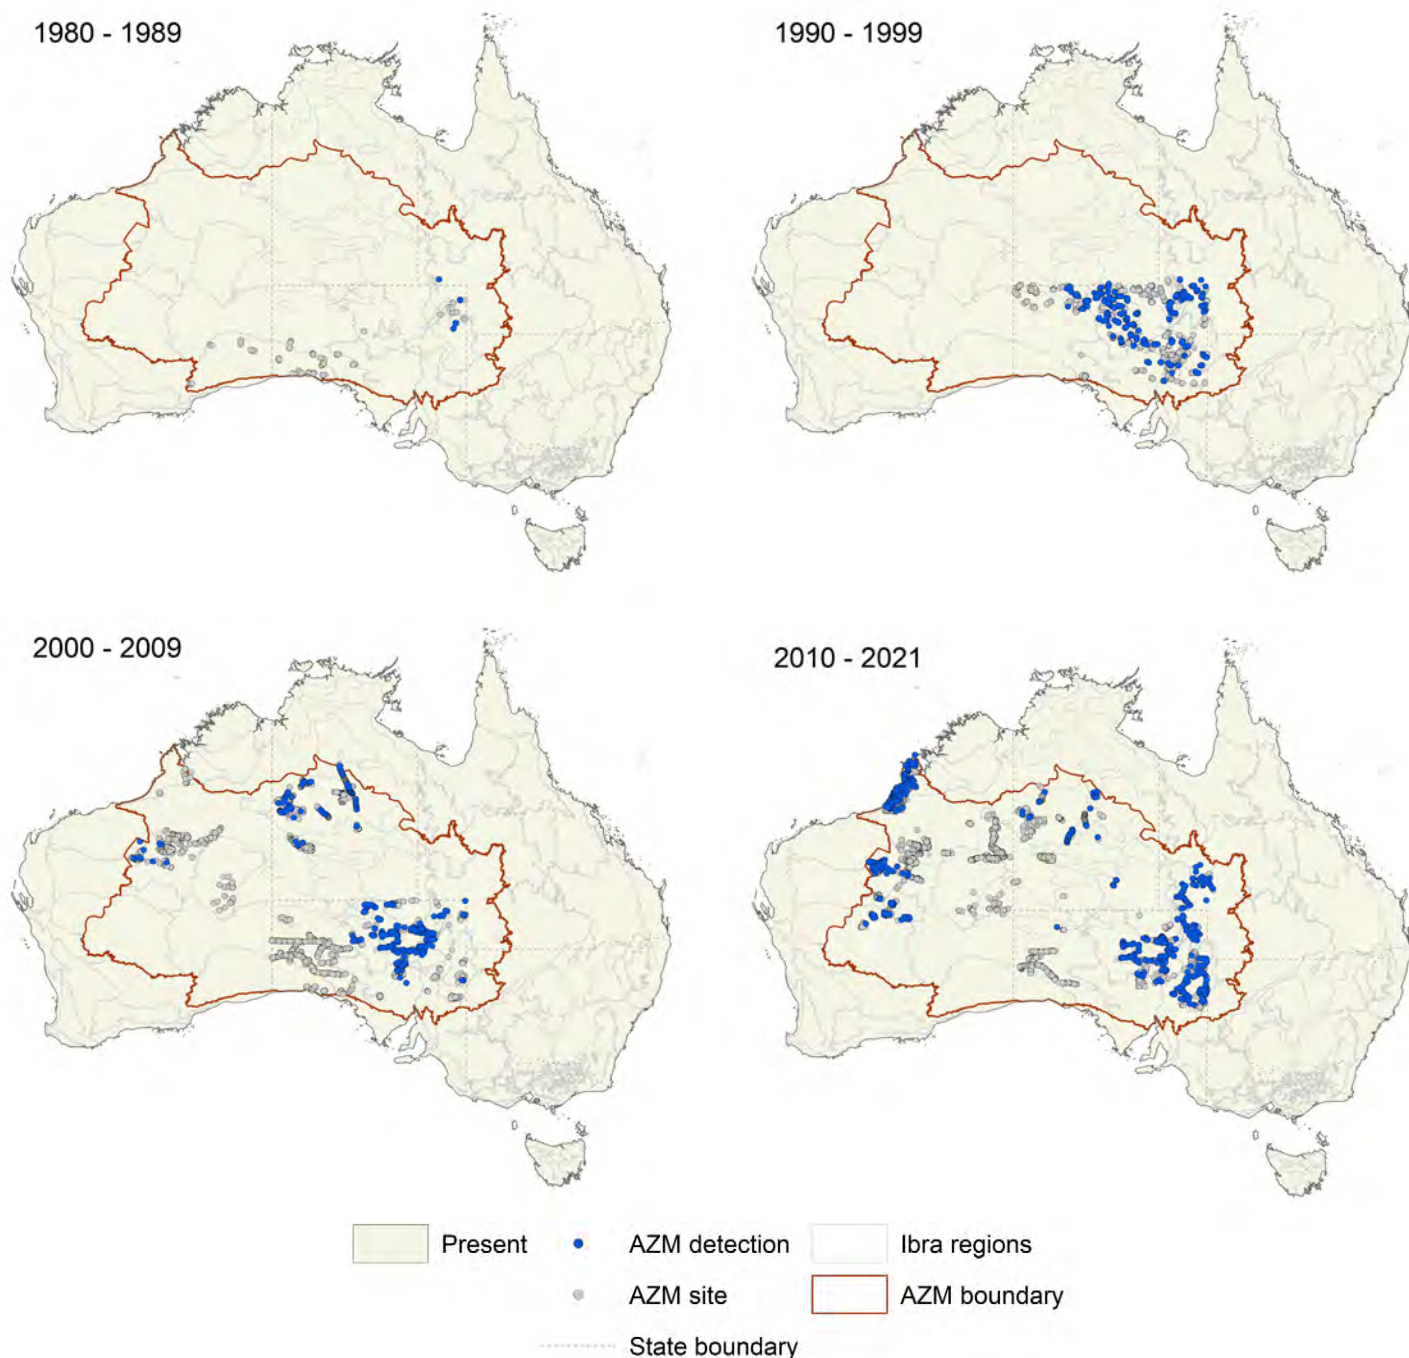 1980 - 1989
1990 - 1999
2000 - 2009
2010 - 2021
Present
AZM detection
Ibra regions
AZM site
AZM boundary
State boundary